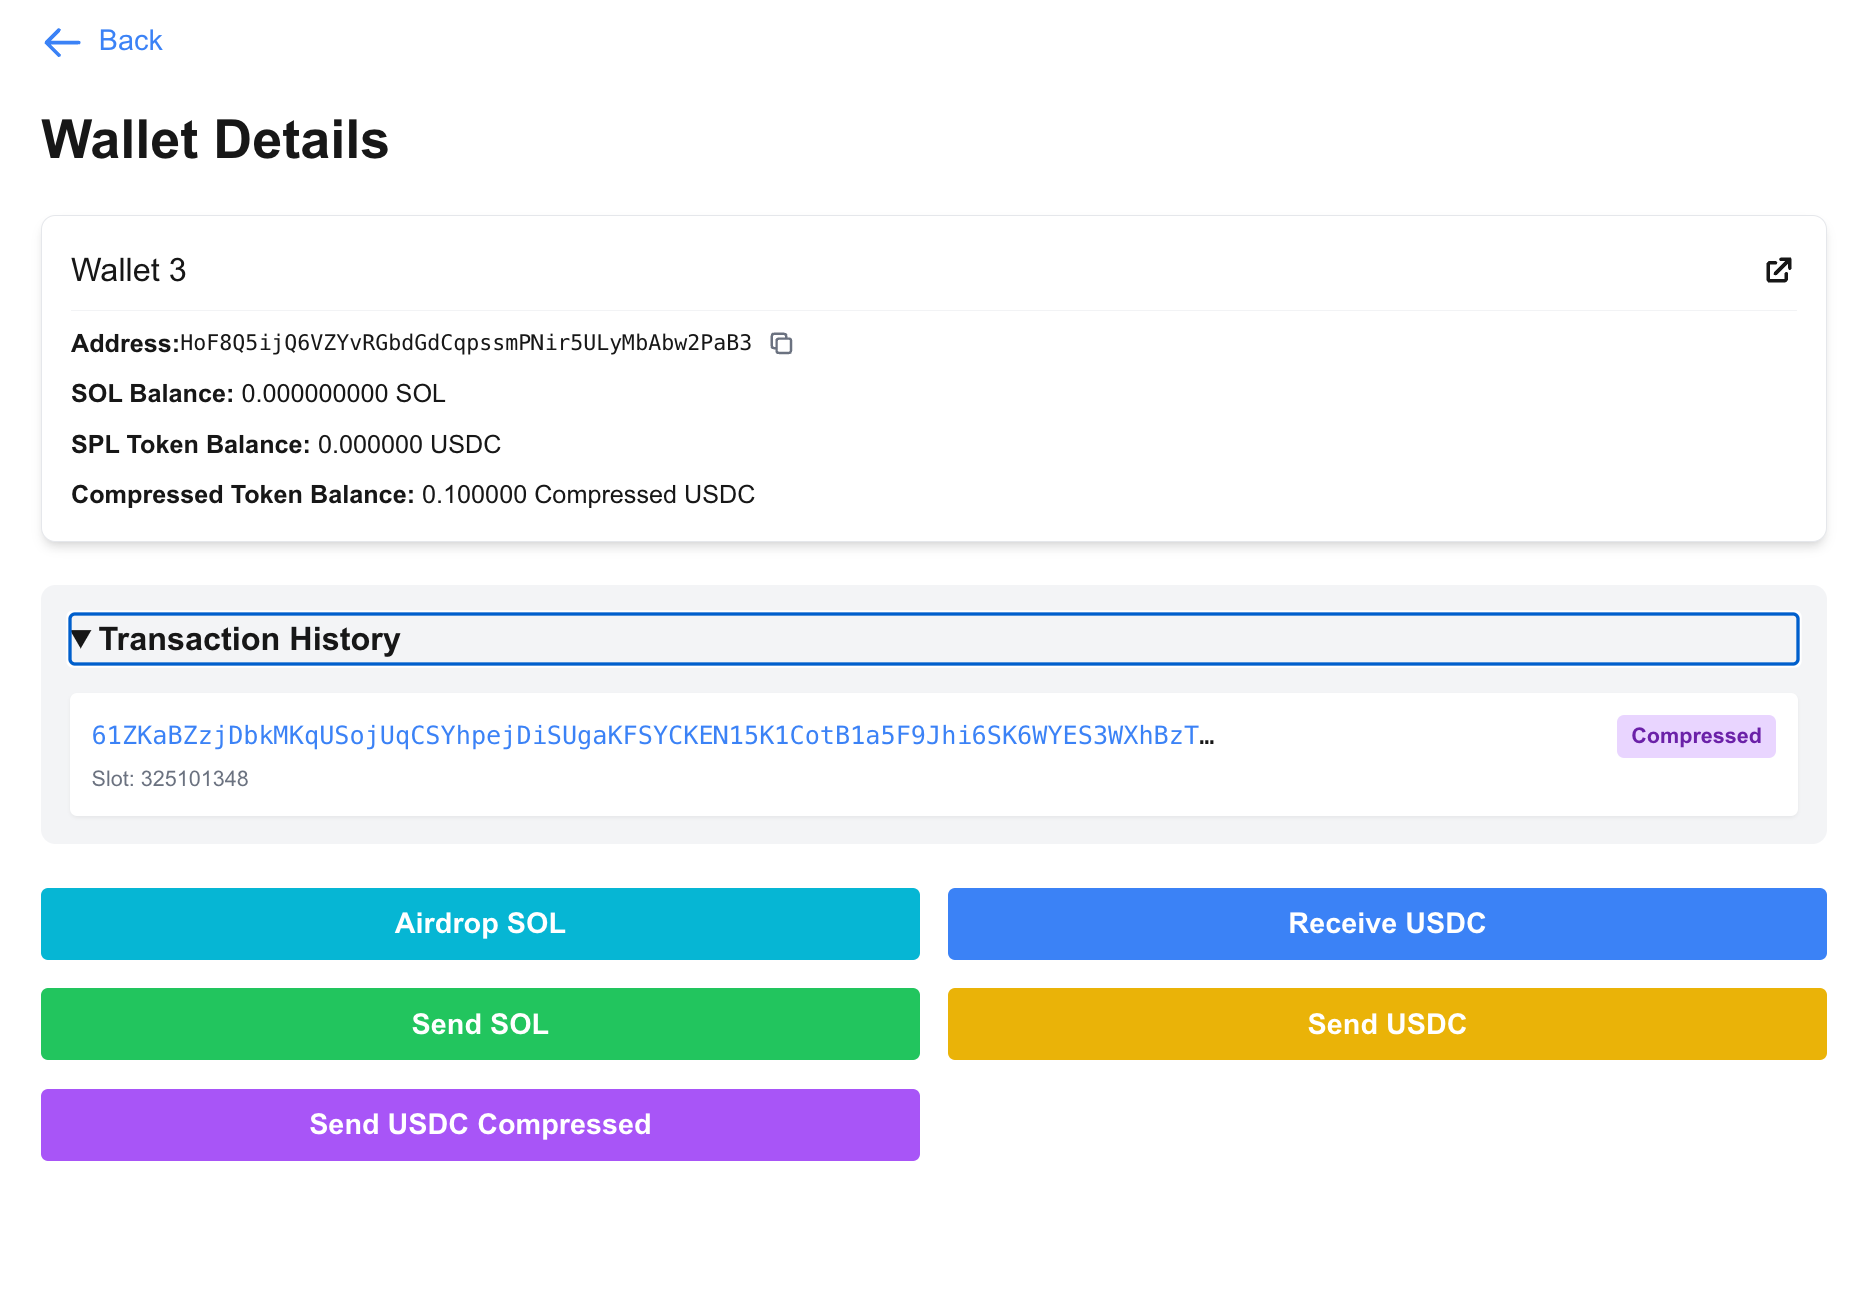 Back
Wallet Details
Wallet 3
Address:HoF8Q5ijQ6VZYvRGbdGdCqpssmPNir5ULyMbAbw2PaB3
SOL Balance: 0.000000000 SOL
SPL Token Balance: 0.000000 USDC
Compressed Token Balance: 0.100000 Compressed USDC
Transaction History
61ZKaBZzjDbkMKqUSojUqCSYhpejDiSUgaKFSYCKEN15K1CotB1a5F9Jhi6SK6WYES3WXhBzT…
Compressed
Slot: 325101348
Airdrop SOL
Receive USDC
Send SOL
Send USDC
Send USDC Compressed